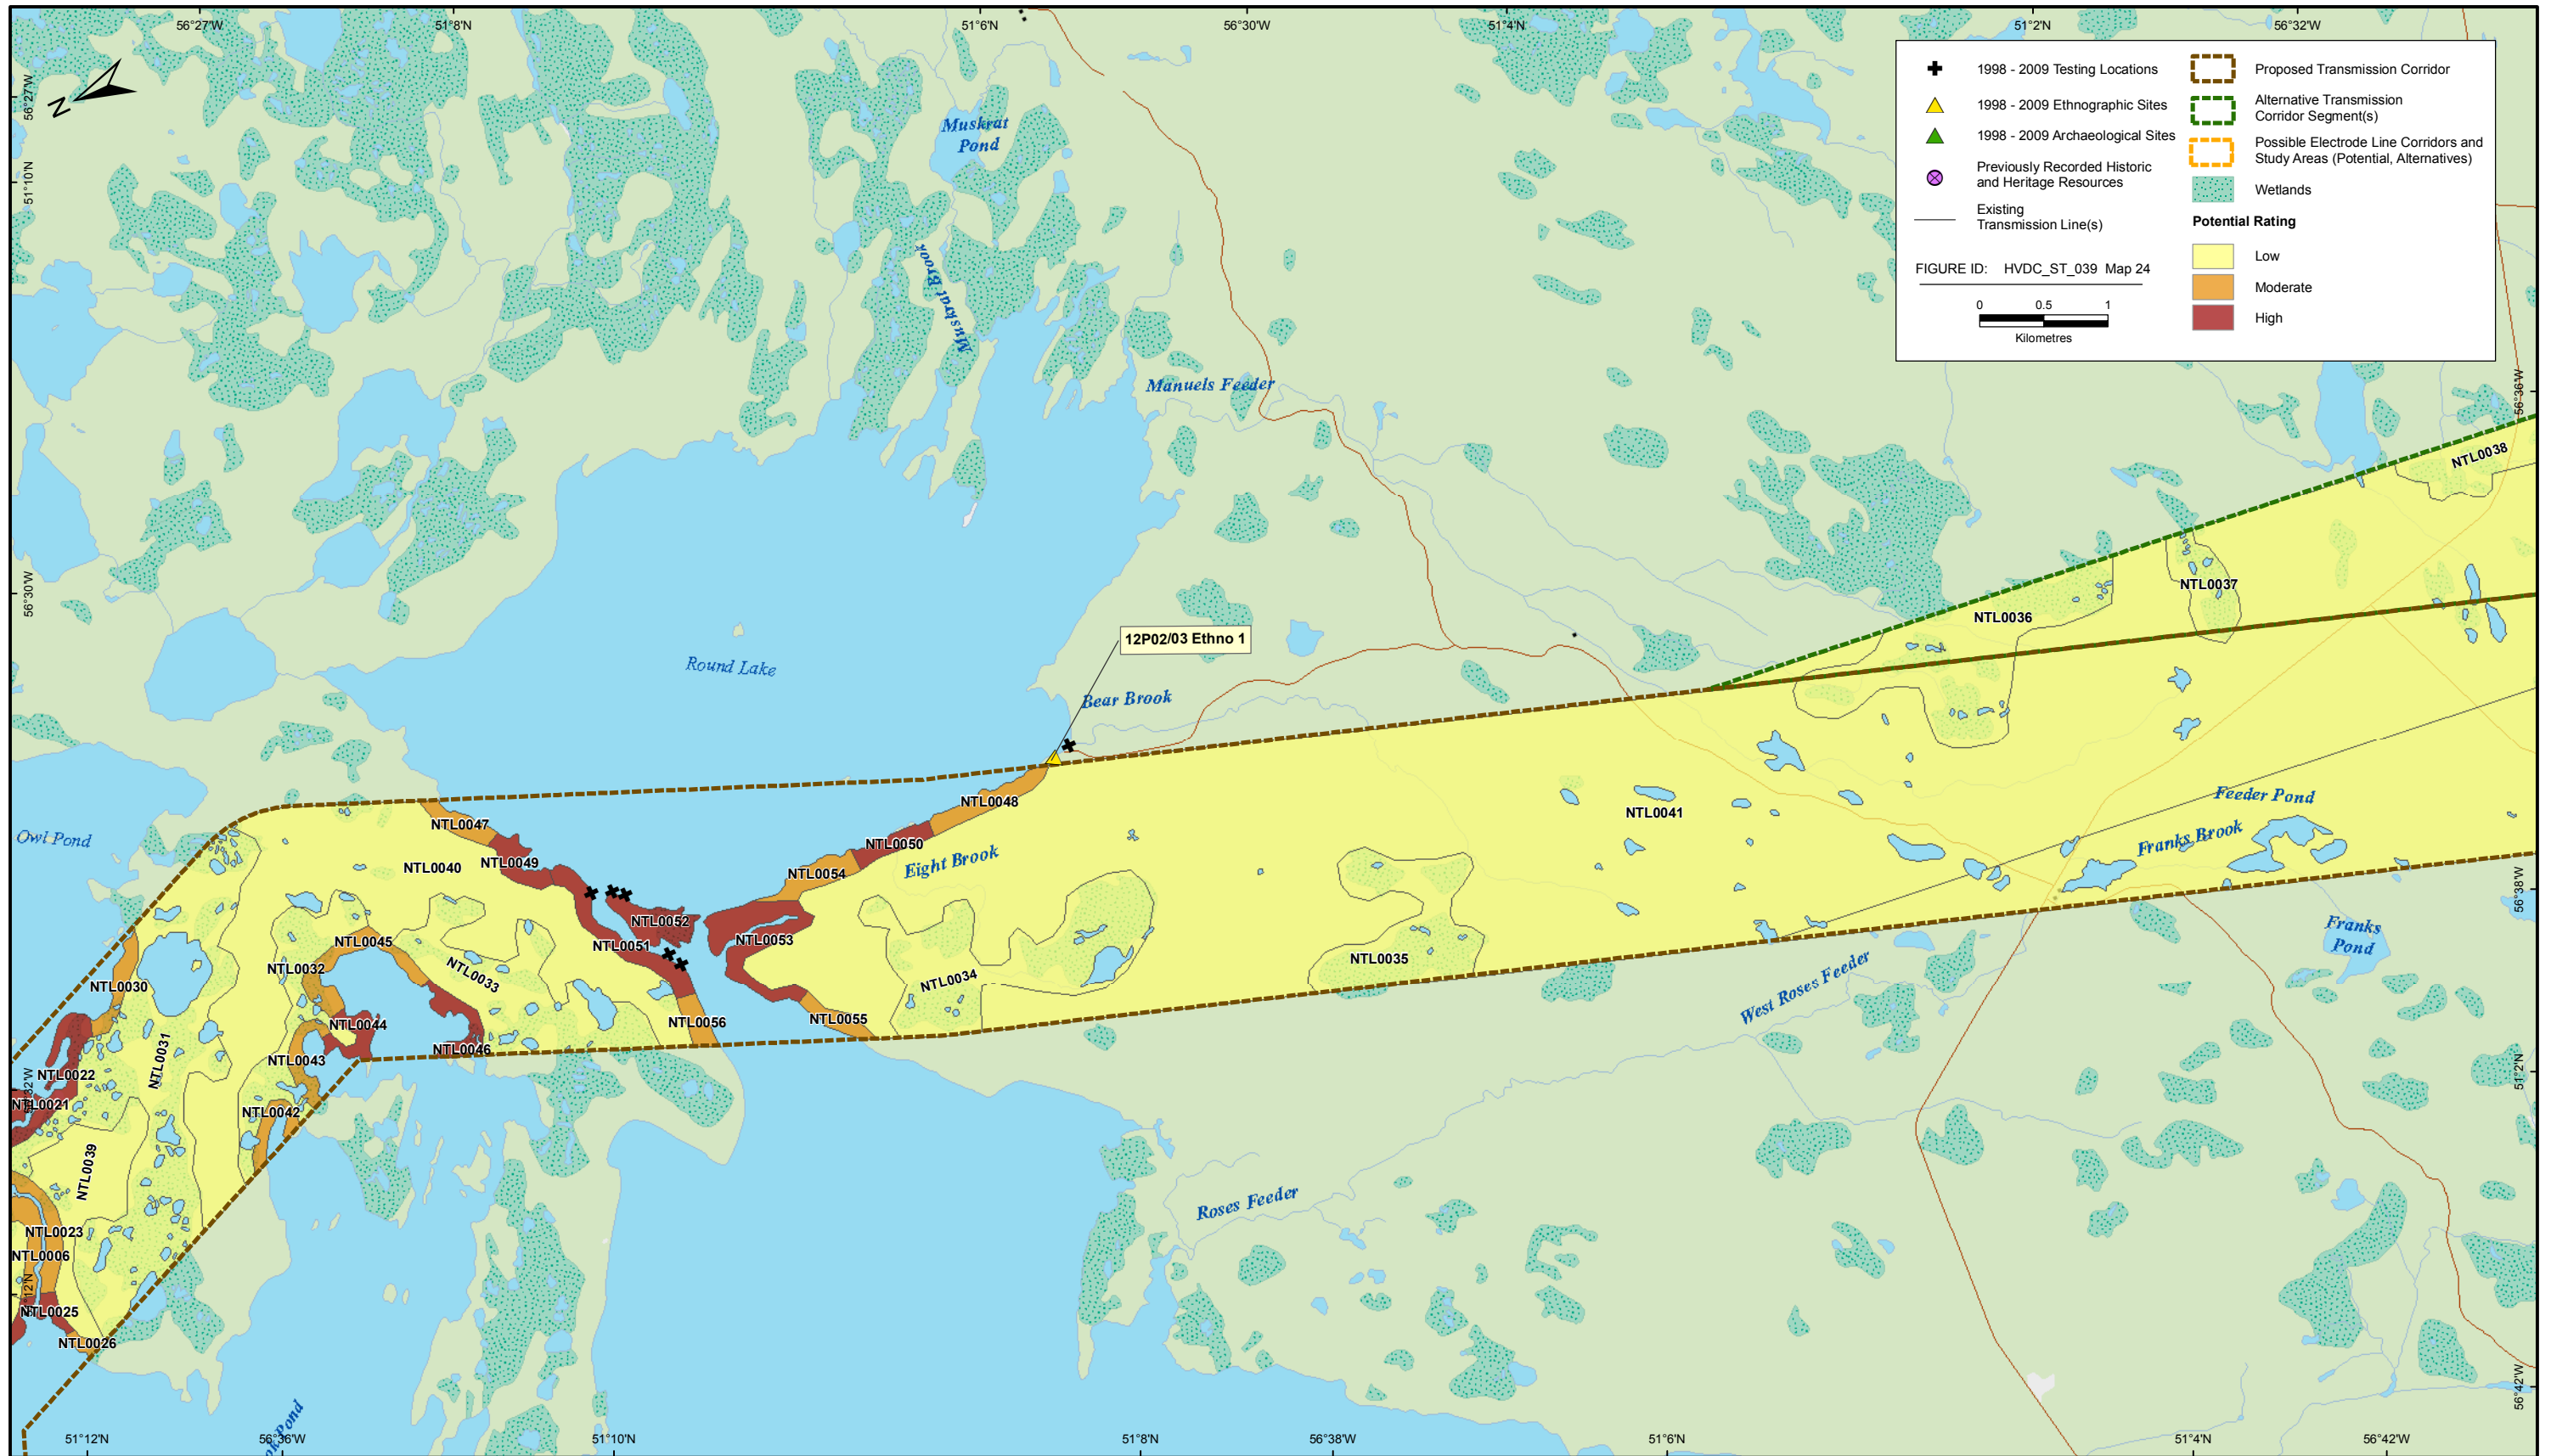 56°27'W
51°8'N
51°6'N
56°30'W
51°4'N
51°2'N
56°32'W
56°27'W
51°10'N
56°30'W
56°36'W
56°38'W
51°2'N
56°42'W
N
1998 - 2009 Testing Locations
1998 - 2009 Ethnographic Sites
1998 - 2009 Archaeological Sites
Previously Recorded Historic
and Heritage Resources
Existing
Transmission Line(s)
FIGURE ID: HVDC_ST_039 Map 24
0 0.5 1
Kilometres
Proposed Transmission Corridor
Alternative Transmission
Corridor Segment(s)
Possible Electrode Line Corridors and
Study Areas (Potential, Alternatives)
Wetlands
Potential Rating
Low
Moderate
High
Muskrat
Pond
Muskrat Brook
Manuels Feeder
NTL0038
NTL0037
NTL0036
12P02/03 Ethno 1
Round Lake
Bear Brook
NTL0048
NTL0041
Feeder Pond
Franks Brook
Owl Pond
NTL0047
NTL0040
NTL0049
NTL0050
Eight Brook
NTL0054
NTL0052
NTL0051
NTL0053
NTL0045
NTL0032
NTL0033
NTL0034
NTL0035
Franks
Pond
West Roses Feeder
NTL0030
NTL0044
NTL0056
NTL0055
NTL0046
NTL0043
NTL0031
NTL0022
NTL0021
NTL0042
NTL0039
Roses Feeder
NTL0023
NTL0006
NTL0025
NTL0026
51°12'N
56°36'W
51°10'N
51°8'N
56°38'W
51°6'N
51°4'N
56°42'W